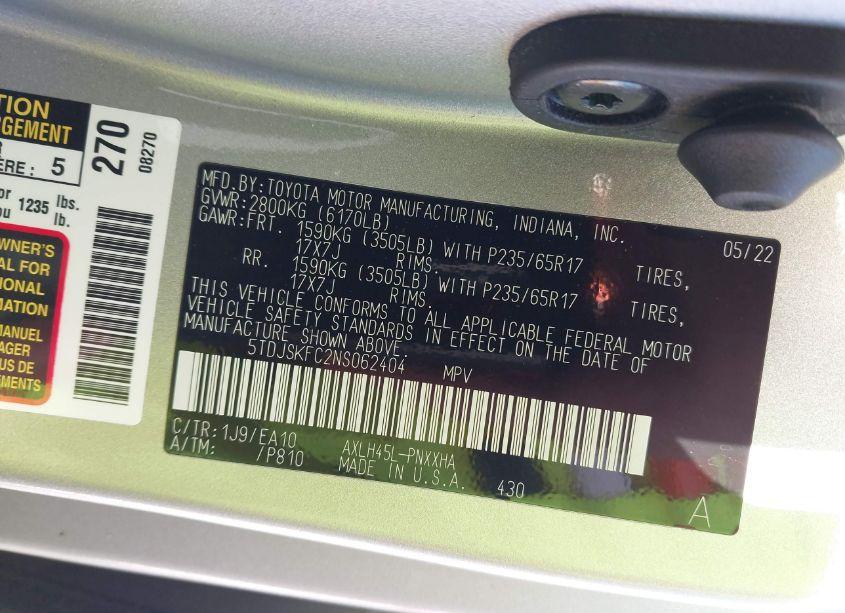 TION
RGEMENT
R
ÈRE : 5
or
ou 1235 lbs.
lb.
270
08270
OWNER'S
AL FOR
IONAL
MATION
MANUEL
AGER
US DE
EMENTS
MFD.BY:TOYOTA MOTOR MANUFACTURING, INDIANA, INC.
GVWR:2800KG (6170LB) 05/22
GAWR:FRT. 1590KG (3505LB) WITH P235/65R17 TIRES,
17X7J RIMS.
RR. 1590KG (3505LB) WITH P235/65R17 TIRES,
17X7J RIMS.
THIS VEHICLE CONFORMS TO ALL APPLICABLE FEDERAL MOTOR
VEHICLE SAFETY STANDARDS IN EFFECT ON THE DATE OF
MANUFACTURE SHOWN ABOVE.
5TDJSKFC2NS062404 MPV
C/TR:1J9/EA10 AXLH45L-PNXXHA
A/TM: /P810 MADE IN U.S.A. 430
A